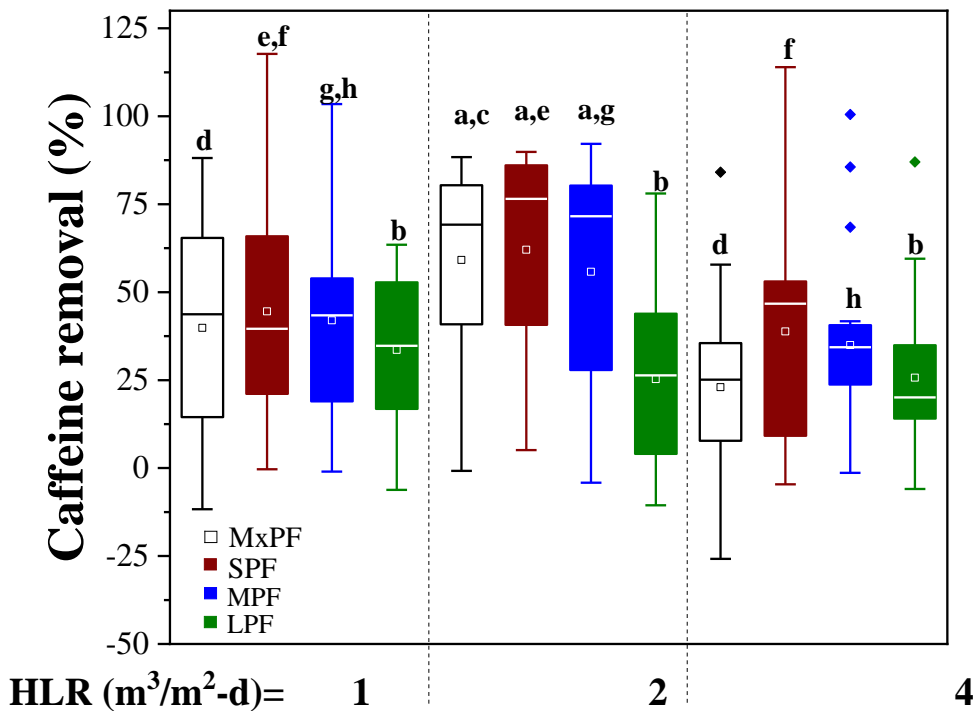 Caffeine removal (%)
125
100
75
50
25
0
-25
-50
d
e,f
g,h
b
a,c
a,e
a,g
b
d
f
h
b
MxPF
SPF
MPF
LPF
HLR (m³/m²-d)= 1 2 4